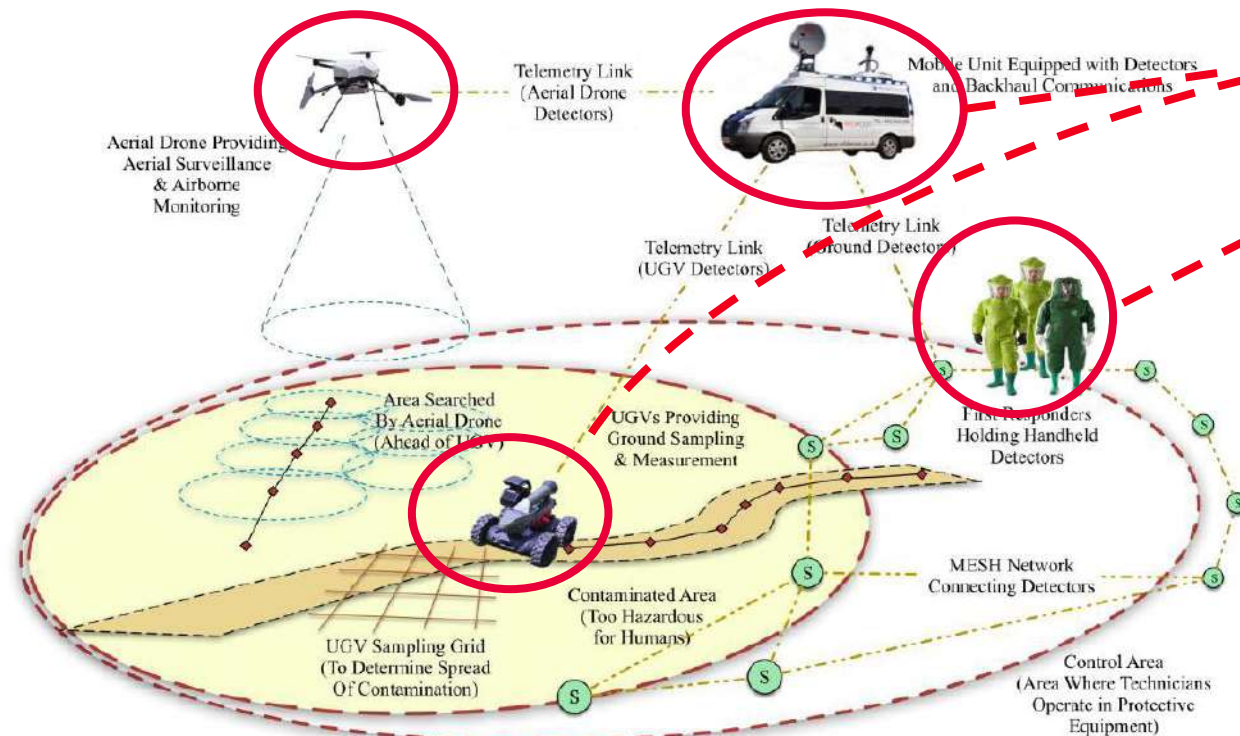 Telemetry Link
(Aerial Drone
Detectors)
Mobile Unit Equipped with Detectors
and Backhaul Communications
Aerial Drone Providing
Aerial Surveillance
& Airborne
Monitoring
Telemetry Link
(UGV Detectors)
Telemetry Link
(Ground Detectors)
Area Searched
By Aerial Drone
(Ahead of UGV)
UGVs Providing
Ground Sampling
& Measurement
First Responders
Holding Handheld
Detectors
S
S
S
S
S
S
S
S
S
S
MESH Network
Connecting Detectors
Contaminated Area
(Too Hazardous
for Humans)
UGV Sampling Grid
(To Determine Spread
Of Contamination)
Control Area
(Area Where Technicians
Operate in Protective
Equipment)